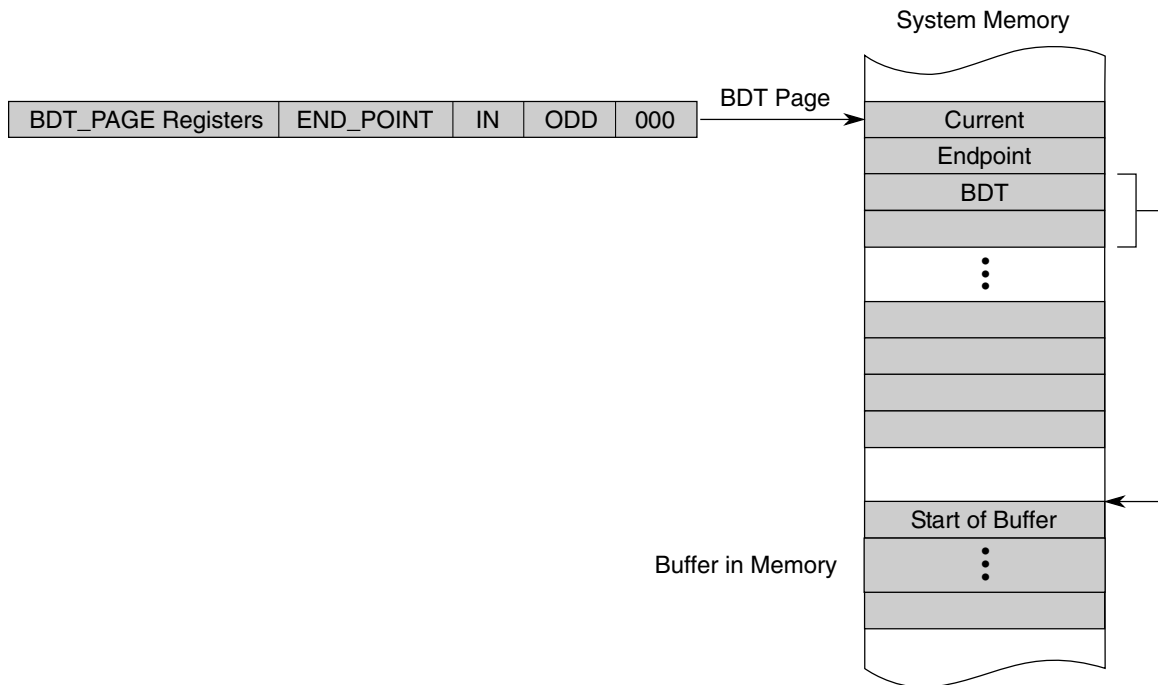 System Memory
BDT_PAGE Registers END_POINT IN ODD 000
BDT Page
Current
Endpoint
BDT
Start of Buffer
Buffer in Memory